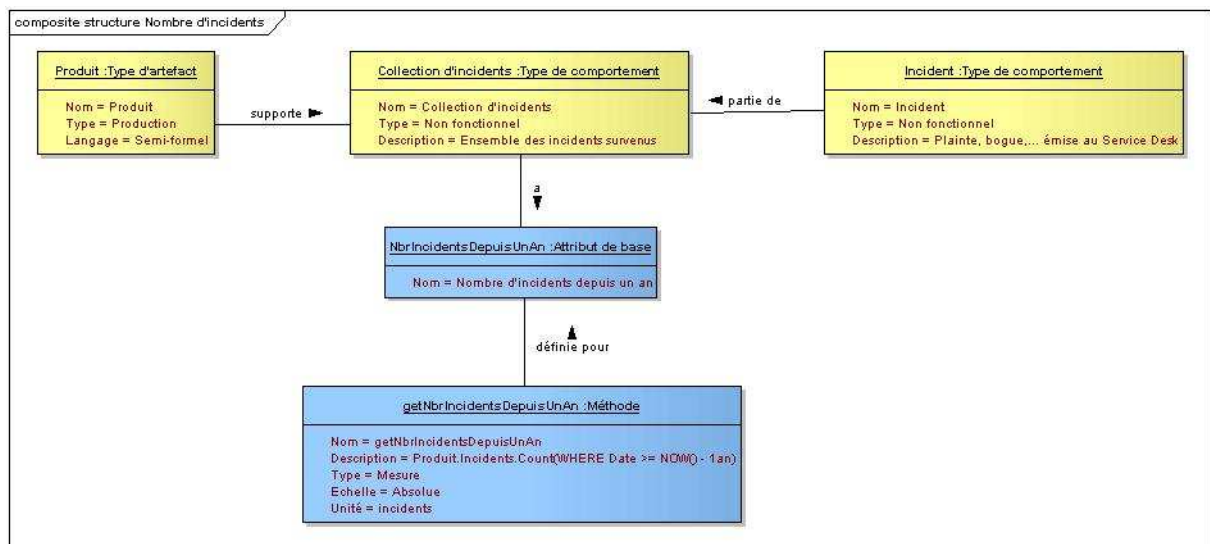 composite structure Nombre d'incidents
Produit :Type d'artefact
Nom = Produit
Type = Production
Langage = Semi-formel
supporte
Collection d'incidents :Type de comportement
Nom = Collection d'incidents
Type = Non fonctionnel
Description = Ensemble des incidents survenus
partie de
Incident :Type de comportement
Nom = Incident
Type = Non fonctionnel
Description = Plainte, bogue,... émise au Service Desk
a
NbrIncidentsDepuisUnAn :Attribut de base
Nom = Nombre d'incidents depuis un an
définie pour
getNbrIncidentsDepuisUnAn :Méthode
Nom = getNbrIncidentsDepuisUnAn
Description = Produit.Incidents.Count(WHERE Date >= NOW() - 1an)
Type = Mesure
Echelle = Absolue
Unité = incidents